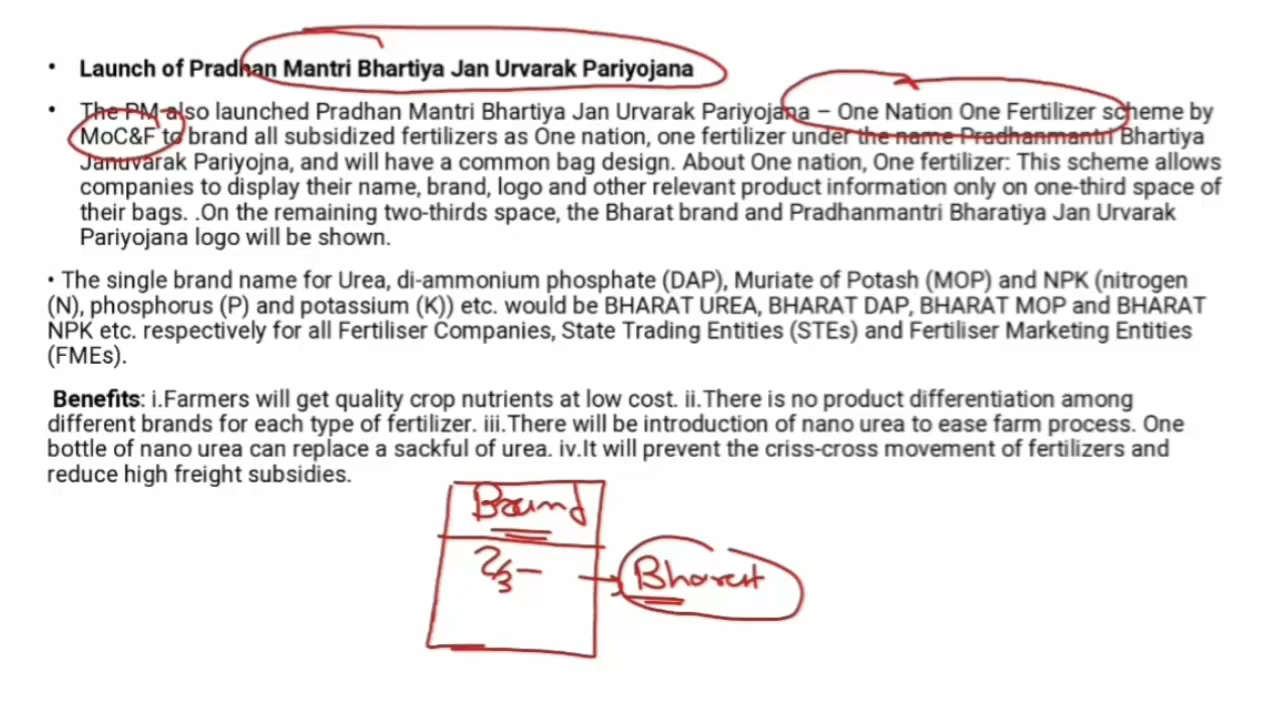 • Launch of Pradhan Mantri Bhartiya Jan Urvarak Pariyojana
• The PM also launched Pradhan Mantri Bhartiya Jan Urvarak Pariyojana – One Nation One Fertilizer scheme by
MoC&F to brand all subsidized fertilizers as One nation, one fertilizer under the name Pradhanmantri Bhartiya
Januvarak Pariyojna, and will have a common bag design. About One nation, One fertilizer: This scheme allows
companies to display their name, brand, logo and other relevant product information only on one-third space of
their bags. .On the remaining two-thirds space, the Bharat brand and Pradhanmantri Bharatiya Jan Urvarak
Pariyojana logo will be shown.
• The single brand name for Urea, di-ammonium phosphate (DAP), Muriate of Potash (MOP) and NPK (nitrogen
(N), phosphorus (P) and potassium (K)) etc. would be BHARAT UREA, BHARAT DAP, BHARAT MOP and BHARAT
NPK etc. respectively for all Fertiliser Companies, State Trading Entities (STEs) and Fertiliser Marketing Entities
(FMEs).
Benefits: i.Farmers will get quality crop nutrients at low cost. ii.There is no product differentiation among
different brands for each type of fertilizer. iii.There will be introduction of nano urea to ease farm process. One
bottle of nano urea can replace a sackful of urea. iv.It will prevent the criss-cross movement of fertilizers and
reduce high freight subsidies.
Brand
2/3 –
Bharat